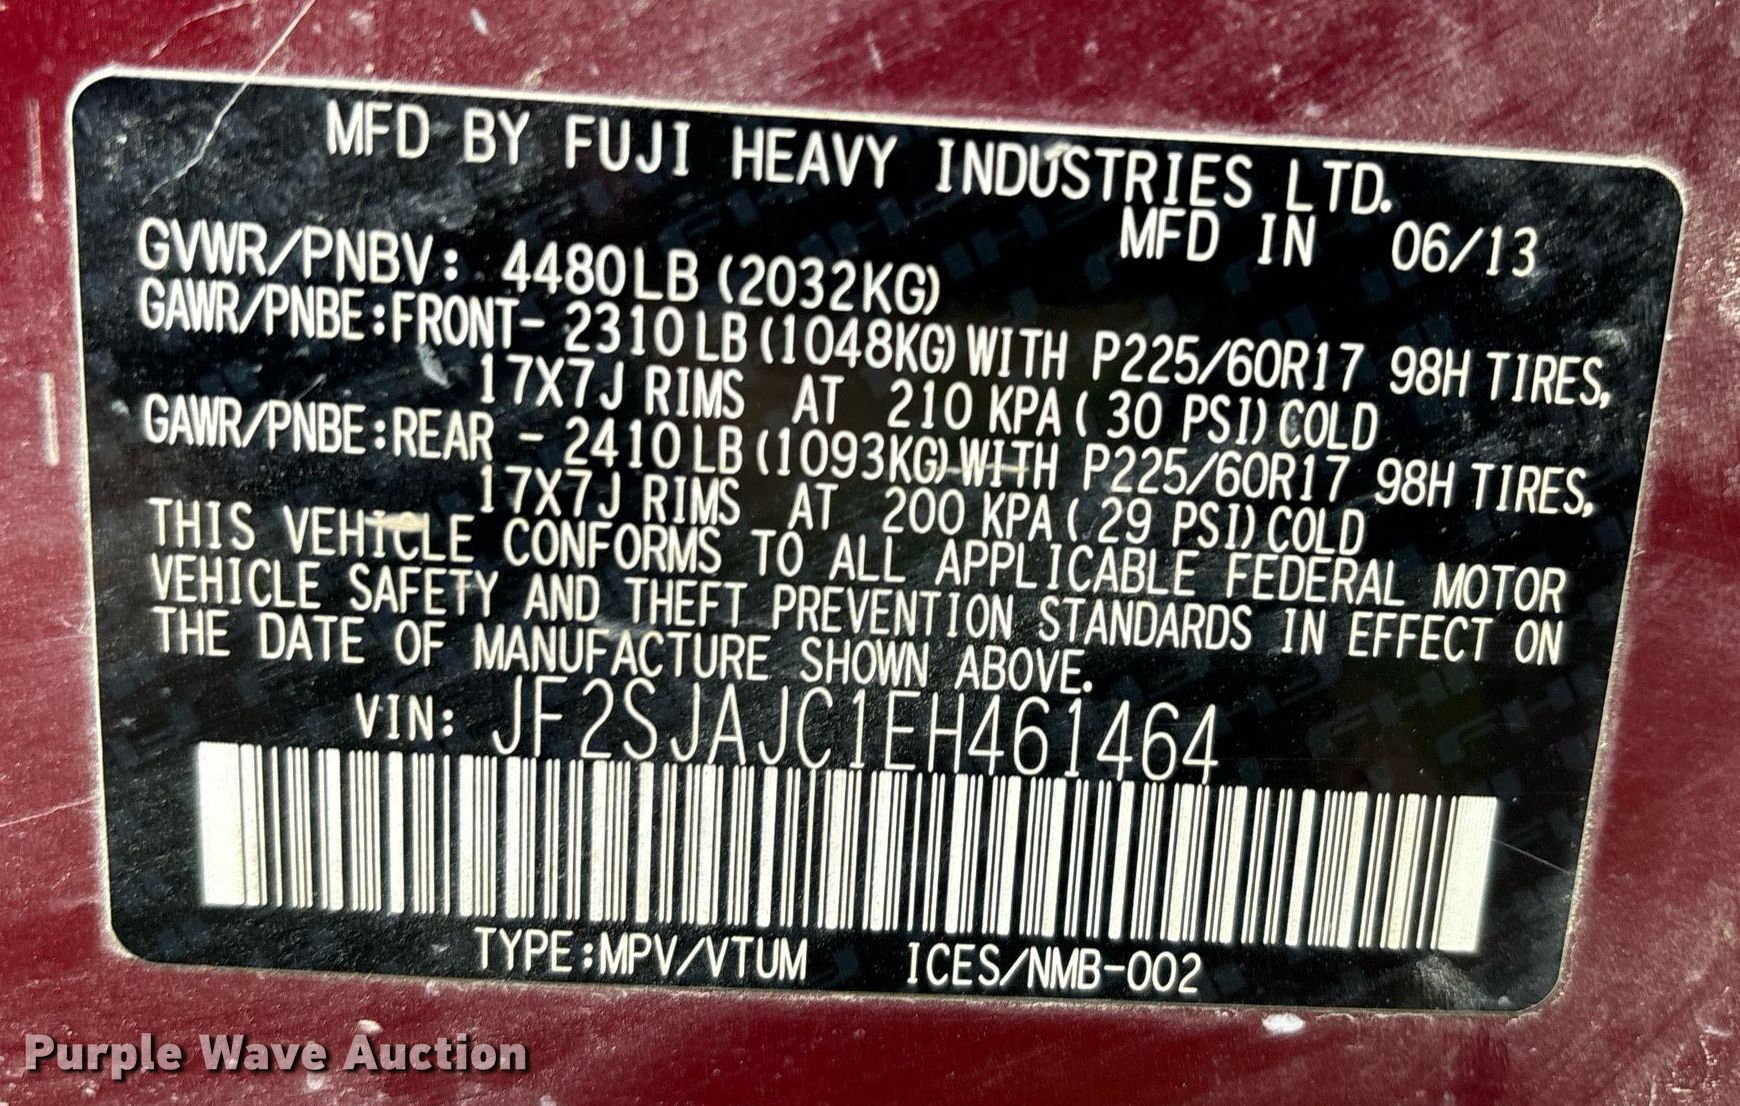 MFD BY FUJI HEAVY INDUSTRIES LTD.
MFD IN 06/13
GVWR/PNBV: 4480LB (2032KG)
GAWR/PNBE:FRONT- 2310LB(1048KG)WITH P225/60R17 98H TIRES,
17X7J RIMS AT 210 KPA( 30 PSI)COLD
GAWR/PNBE:REAR - 2410LB(1093KG)WITH P225/60R17 98H TIRES,
17X7J RIMS AT 200 KPA( 29 PSI)COLD
THIS VEHICLE CONFORMS TO ALL APPLICABLE FEDERAL MOTOR
VEHICLE SAFETY AND THEFT PREVENTION STANDARDS IN EFFECT ON
THE DATE OF MANUFACTURE SHOWN ABOVE.
VIN: JF2SJAJC1EH461464
TYPE:MPV/VTUM ICES/NMB-002
Purple Wave Auction